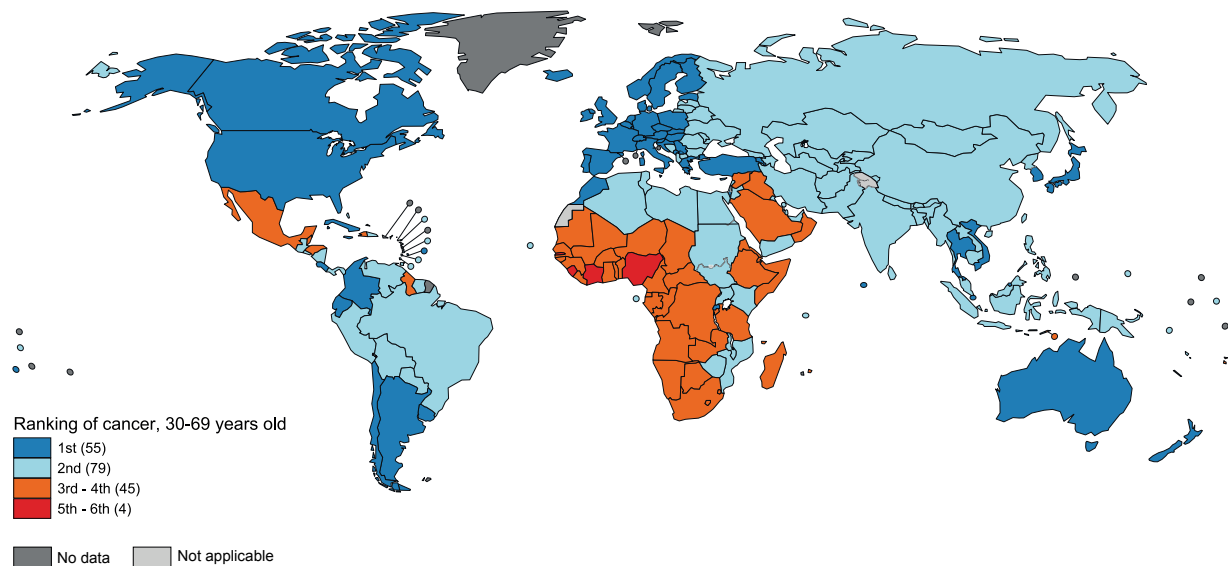 Ranking of cancer, 30-69 years old
1st (55)
2nd (79)
3rd - 4th (45)
5th - 6th (4)
No data
Not applicable